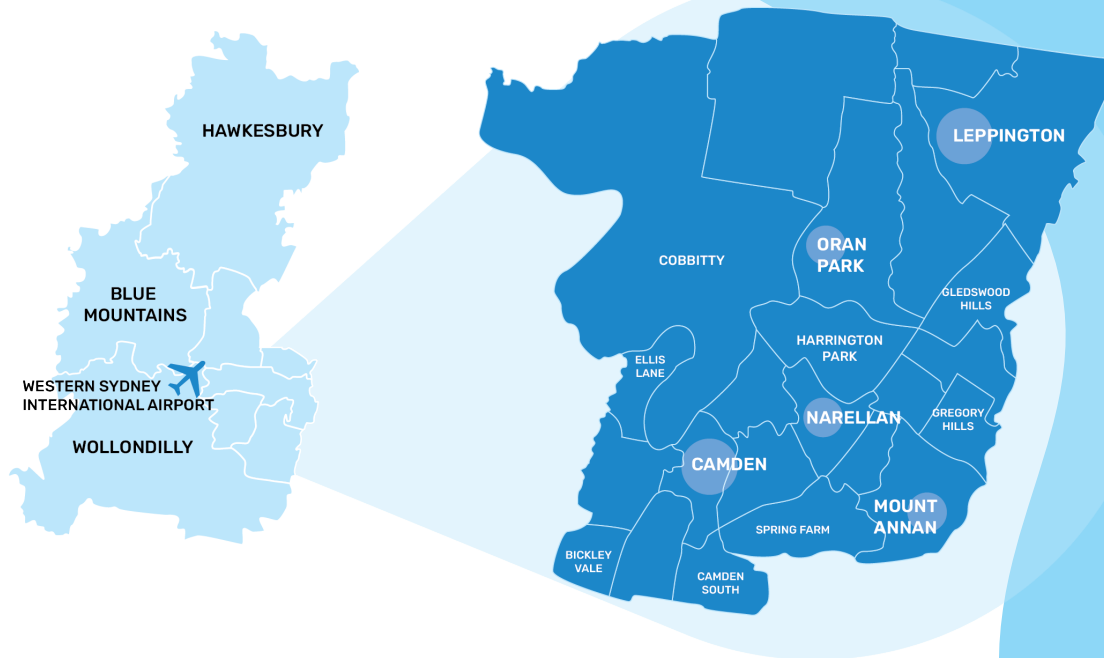 HAWKESBURY
BLUE
MOUNTAINS
WESTERN SYDNEY
INTERNATIONAL AIRPORT
WOLLONDILLY
LEPPINGTON
ORAN
PARK
COBBITTY
GLEDSWOOD
HILLS
HARRINGTON
PARK
ELLIS
LANE
NARELLAN
GREGORY
HILLS
CAMDEN
MOUNT
ANNAN
SPRING FARM
BICKLEY
VALE
CAMDEN
SOUTH